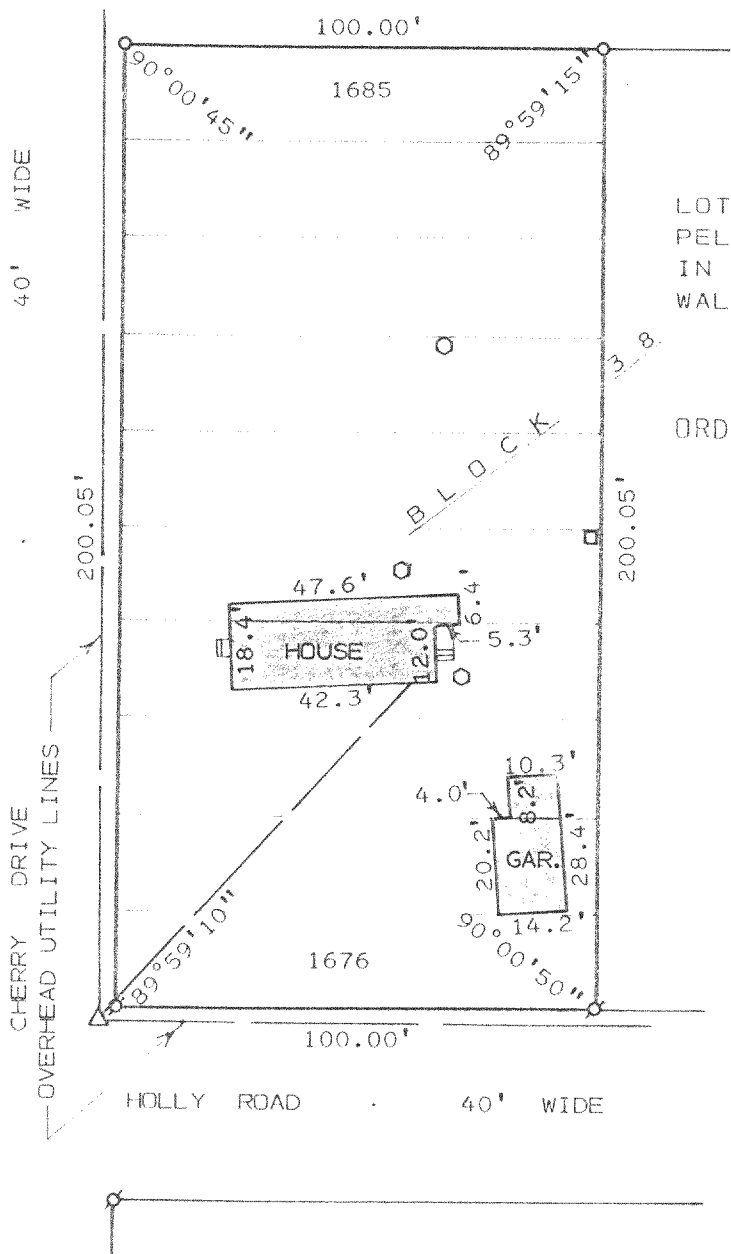 100.00'
90°00'45"
1685
89°59'15"
40' WIDE
LOT
PEL
IN
WAL
38
ORD
BLOCK
200.05'
200.05'
47.6'
6.4'
18.4'
HOUSE
12.0'
5.3'
42.3'
10.3'
4.0'
8.2'
20.2'
GAR.
28.4'
14.2'
CHERRY DRIVE
OVERHEAD UTILITY LINES
89°59'10"
1676
90°00'50"
100.00'
HOLLY ROAD 40' WIDE